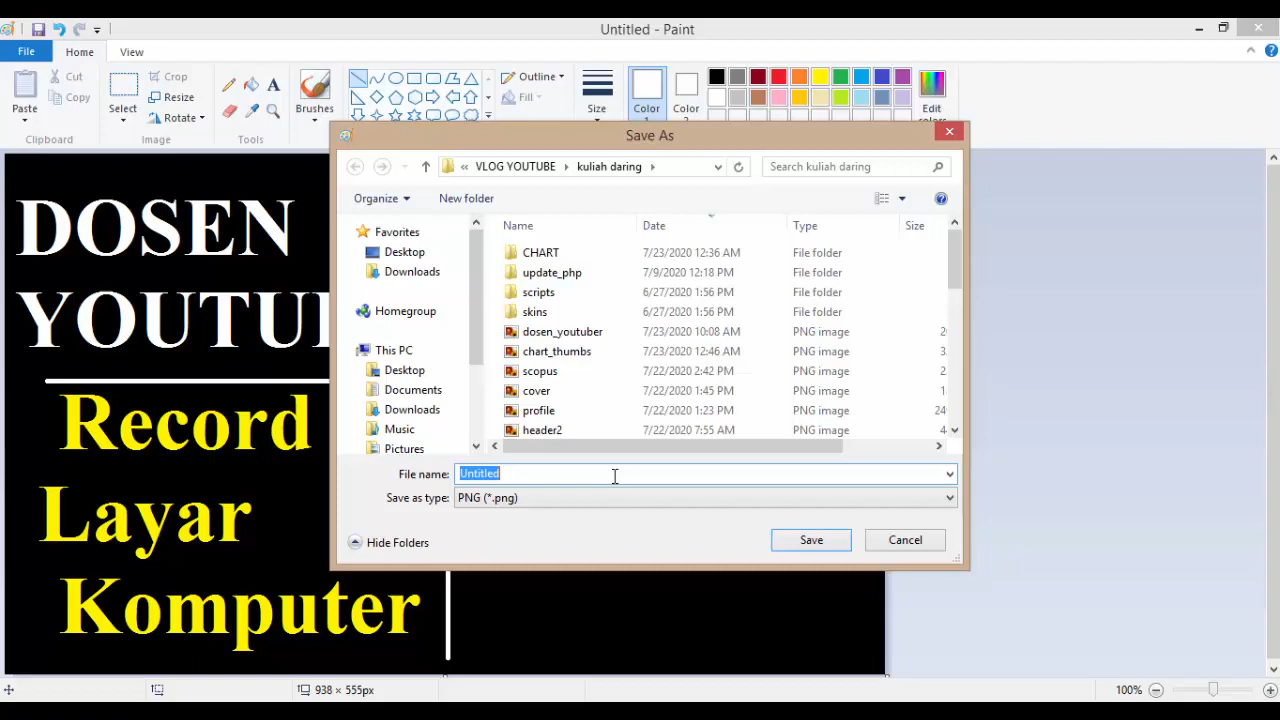 Untitled - Paint
File Home View
Paste
Cut
Copy
Clipboard
Select
Crop
Resize
Rotate
Image
A
Tools
Brushes
Outline
Fill
Size
Color
1
Color
Edit
Save As
« VLOG YOUTUBE kuliah daring
Search kuliah daring
Organize New folder
Favorites
Desktop
Downloads
Homegroup
This PC
Desktop
Documents
Downloads
Music
Pictures
Name Date Type Size
CHART 7/23/2020 12:36 AM File folder
update_php 7/9/2020 12:18 PM File folder
scripts 6/27/2020 1:56 PM File folder
skins 6/27/2020 1:56 PM File folder
dosen_youtuber 7/23/2020 10:08 AM PNG image 2
chart_thumbs 7/23/2020 12:46 AM PNG image 3
scopus 7/22/2020 2:42 PM PNG image 2
cover 7/22/2020 1:45 PM PNG image 1
profile 7/22/2020 1:23 PM PNG image 24
header2 7/22/2020 7:55 AM PNG image 4
File name: Untitled
Save as type: PNG (*.png)
Hide Folders Save Cancel
DOSEN
YOUTU
Record
Layar
Komputer
938 × 555px 100%